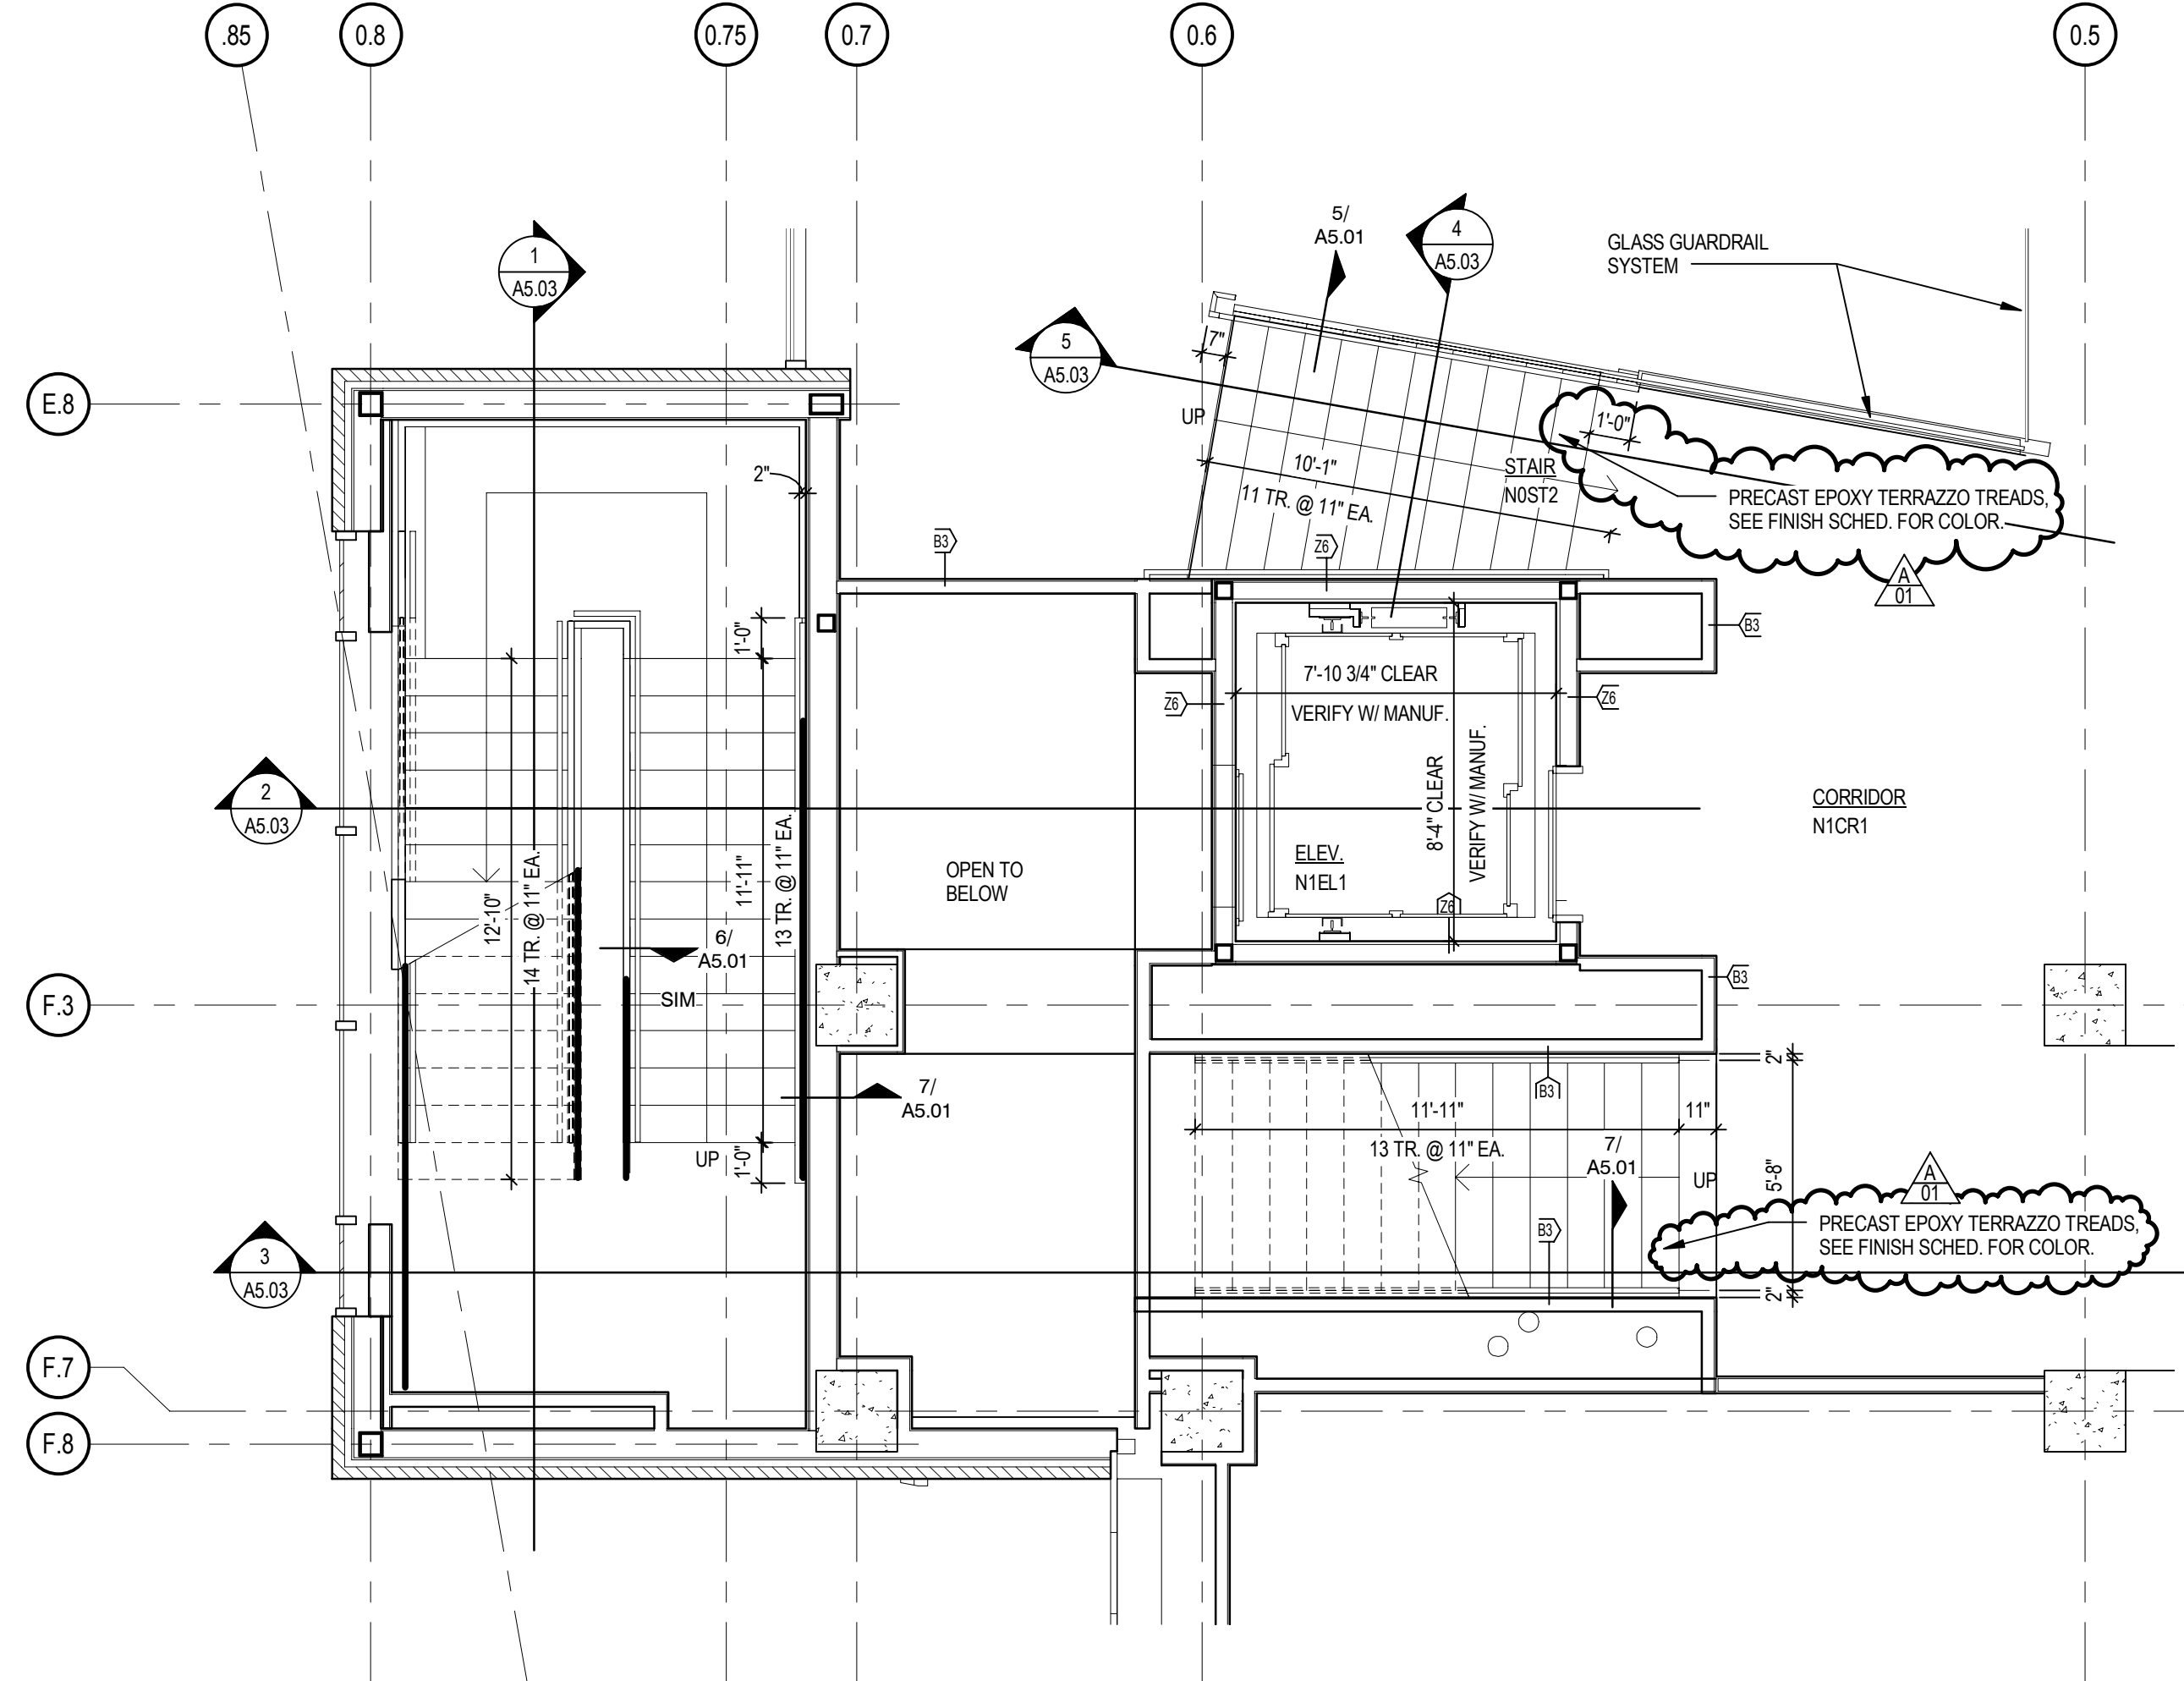 .85
0.8
0.75
0.7
0.6
0.5
E.8
F.3
F.7
F.8
1
A5.03
5/
A5.01
4
A5.03
GLASS GUARDRAIL
SYSTEM
5
A5.03
7"
UP
1'-0"
10'-1"
11 TR. @ 11" EA.
STAIR
N0ST2
PRECAST EPOXY TERRAZZO TREADS,
SEE FINISH SCHED. FOR COLOR.
A
01
2"
B3
Z6
B3
1'-0"
7'-10 3/4" CLEAR
VERIFY W/ MANUF.
Z6
Z6
8'-4" CLEAR
VERIFY W/ MANUF.
2
A5.03
CORRIDOR
N1CR1
ELEV.
N1EL1
Z6
OPEN TO
BELOW
12'-10"
14 TR. @ 11" EA.
11'-11"
13 TR. @ 11" EA.
6/
A5.01
SIM
B3
7/
A5.01
UP
1'-0"
2"
B3
11'-11"
11"
13 TR. @ 11" EA.
7/
A5.01
UP
5'-8"
A
01
PRECAST EPOXY TERRAZZO TREADS,
SEE FINISH SCHED. FOR COLOR.
B3
2"
3
A5.03